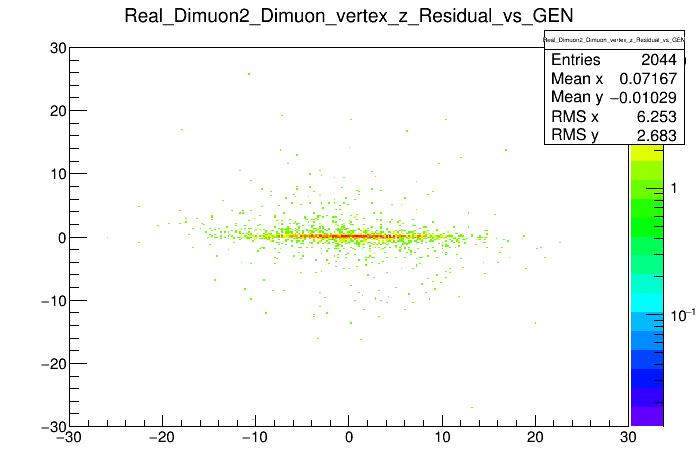 Real_Dimuon2_Dimuon_vertex_z_Residual_vs_GEN
Real_Dimuon2_Dimuon_vertex_z_Residual_vs_GEN
Entries 2044
Mean x 0.07167
Mean y −0.01029
RMS x 6.253
RMS y 2.683
30
20
10
0
−10
−20
−30
1
10−1
−30 −20 −10 0 10 20 30